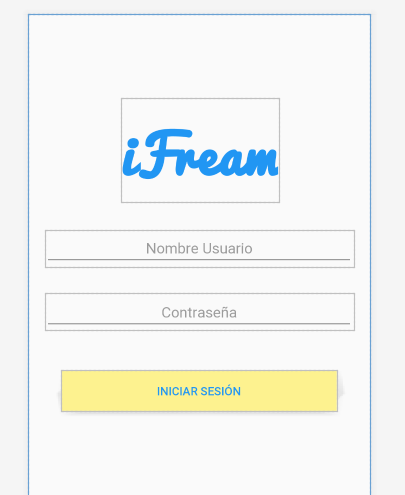 iFream
Nombre Usuario
Contraseña
INICIAR SESIÓN